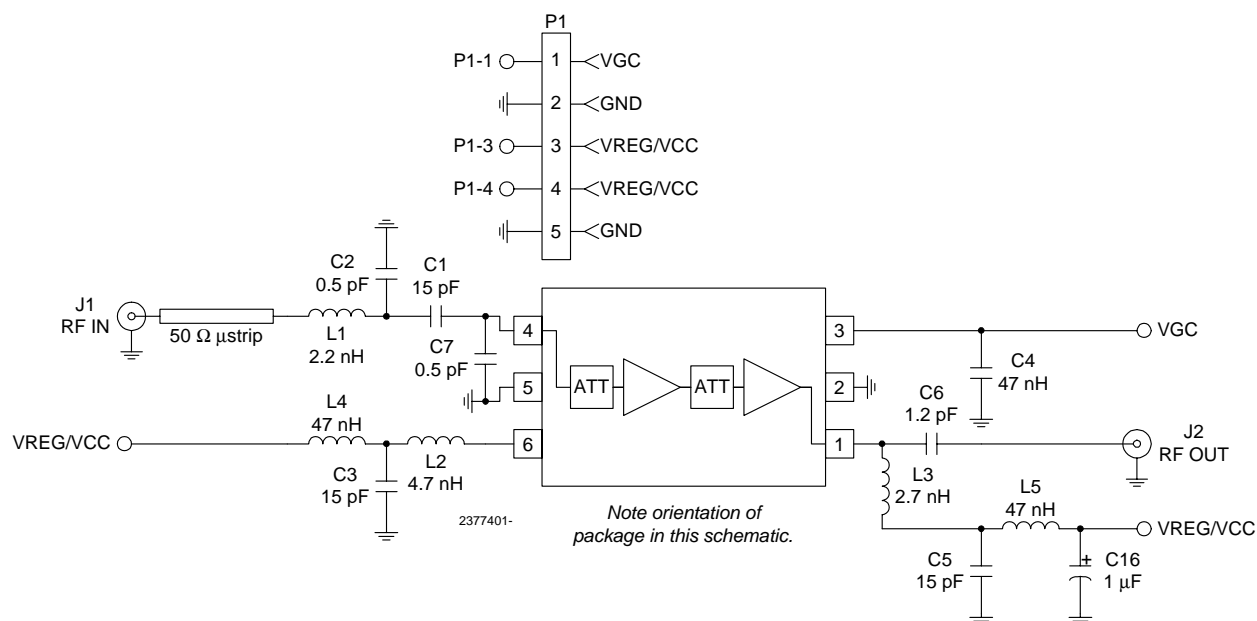 P1
P1-1 1 VGC
2 GND
P1-3 3 VREG/VCC
P1-4 4 VREG/VCC
5 GND
C2
0.5 pF
C1
15 pF
J1
RF IN
50 Ω μstrip
L1
2.2 nH
C7
0.5 pF
4
5
6
ATT
ATT
3
2
1
VGC
C4
47 nH
C6
1.2 pF
J2
RF OUT
VREG/VCC
L4
47 nH
L2
4.7 nH
C3
15 pF
2377401-
Note orientation of
package in this schematic.
L3
2.7 nH
L5
47 nH
VREG/VCC
C5
15 pF
+
C16
1 μF